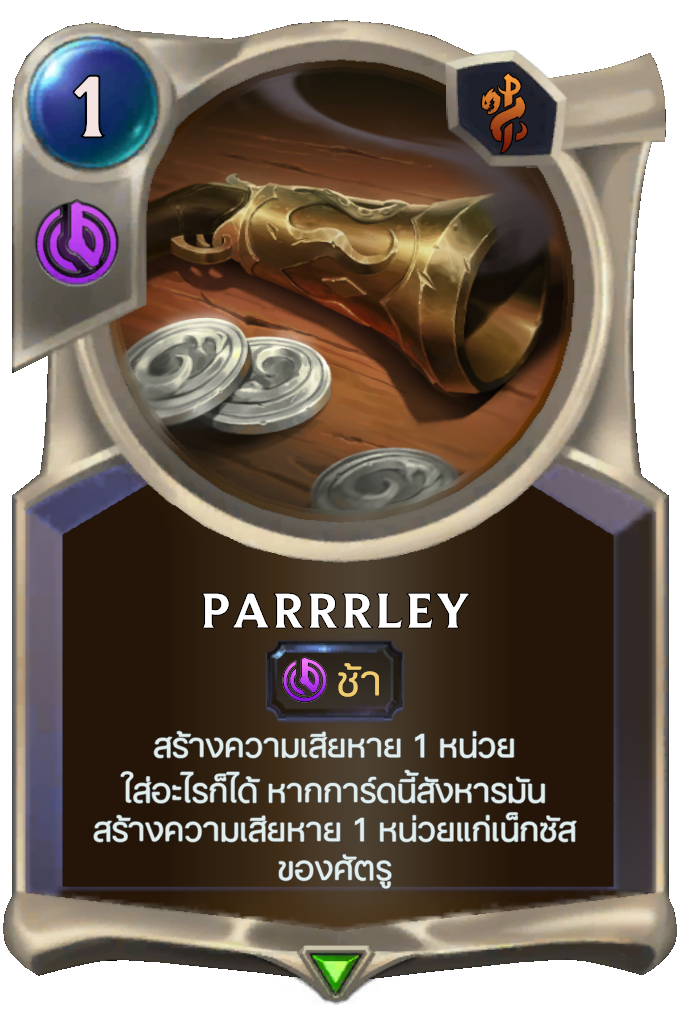 1
PARRRLEY
ช้า
สร้างความเสียหาย 1 หน่วย
ใส่อะไรก็ได้ หากการ์ดนี้สังหารมัน
สร้างความเสียหาย 1 หน่วยแก่เน็กซัส
ของศัตรู